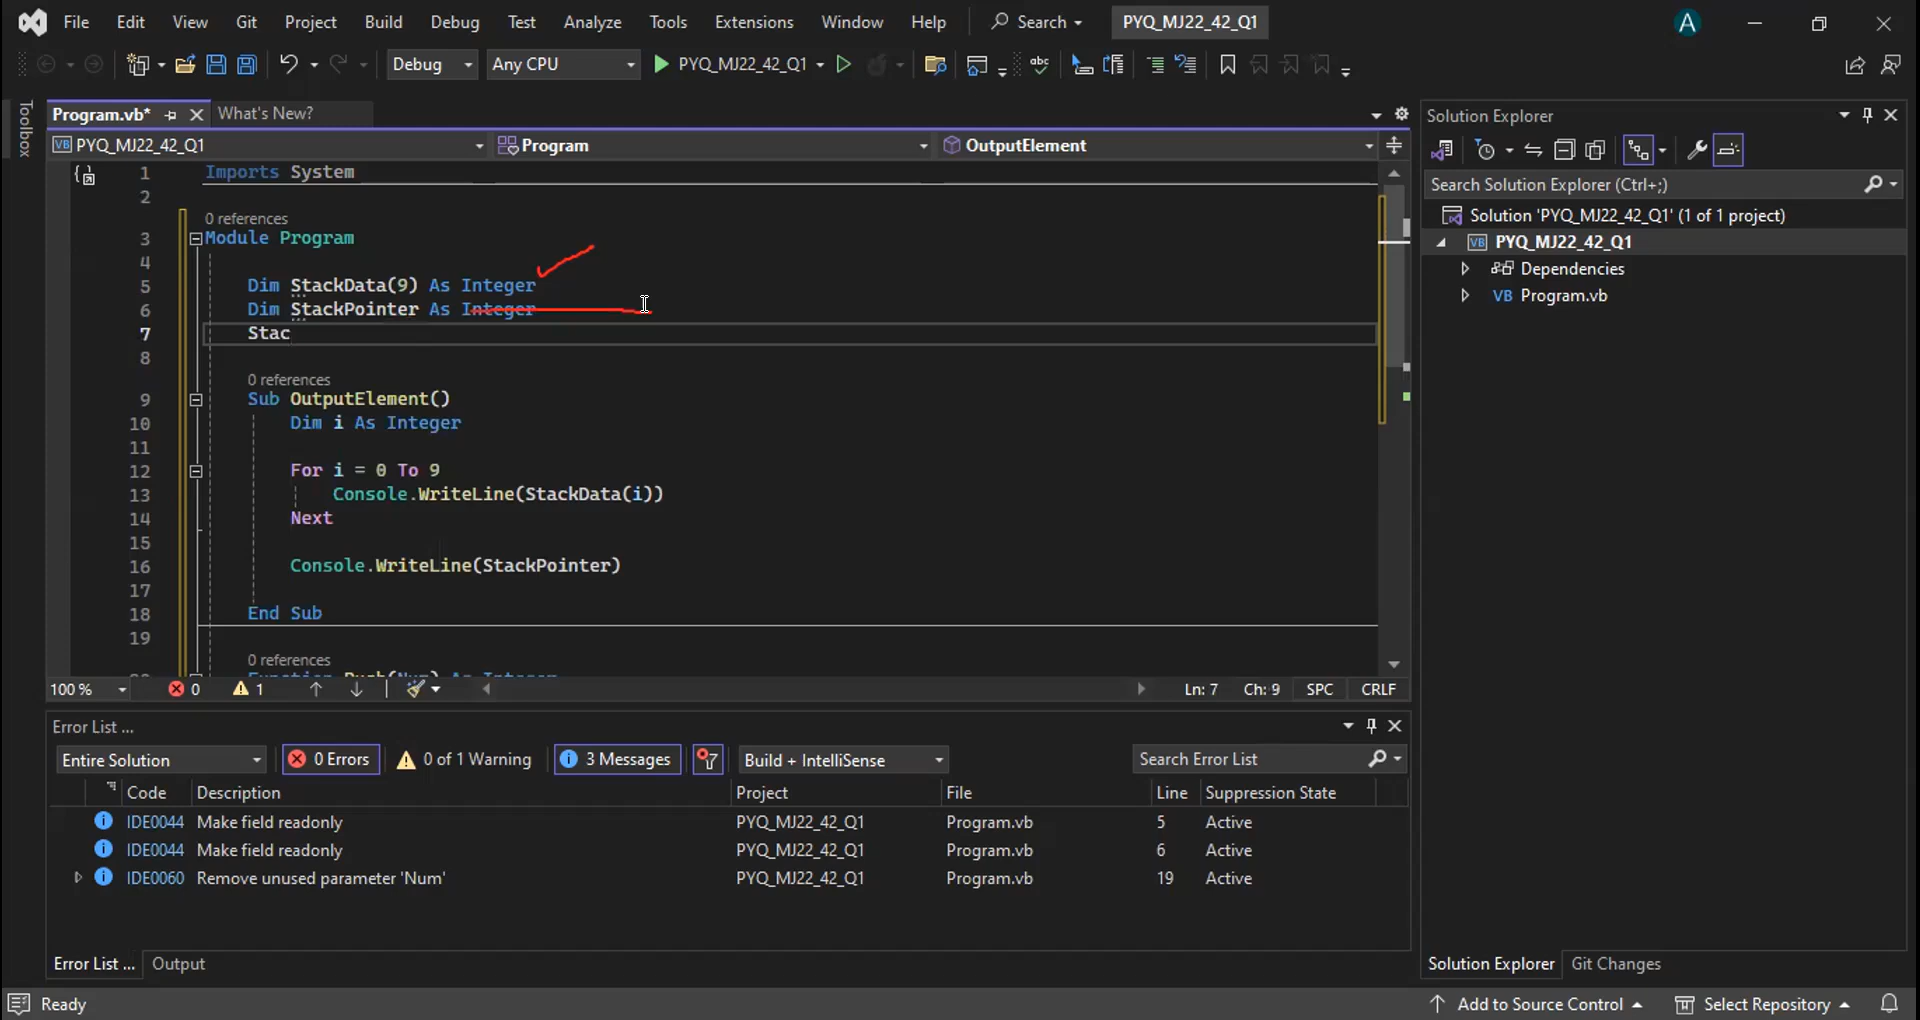 File Edit View Git Project Build Debug Test Analyze Tools Extensions Window Help Search PYQ_MJ22_42_Q1 A
Debug Any CPU PYQ_MJ22_42_Q1 abc
Toolbox
Program.vb* What's New?
VB PYQ_MJ22_42_Q1 Program OutputElement
1 Imports System
2
0 references
3 Module Program
4
5 Dim StackData(9) As Integer
6 Dim StackPointer As Integer
7 Stac
8
0 references
9 Sub OutputElement()
10 Dim i As Integer
11
12 For i = 0 To 9
13 Console.WriteLine(StackData(i))
14 Next
15
16 Console.WriteLine(StackPointer)
17
18 End Sub
19
0 references
100 % 0 1 Ln: 7 Ch: 9 SPC CRLF
Error List ...
Entire Solution 0 Errors 0 of 1 Warning 3 Messages Build + IntelliSense Search Error List
Code Description Project File Line Suppression State
IDE0044 Make field readonly PYQ_MJ22_42_Q1 Program.vb 5 Active
IDE0044 Make field readonly PYQ_MJ22_42_Q1 Program.vb 6 Active
IDE0060 Remove unused parameter 'Num' PYQ_MJ22_42_Q1 Program.vb 19 Active
Error List ... Output
Solution Explorer
Search Solution Explorer (Ctrl+;)
Solution 'PYQ_MJ22_42_Q1' (1 of 1 project)
VB PYQ_MJ22_42_Q1
Dependencies
VB Program.vb
Solution Explorer Git Changes
Ready Add to Source Control Select Repository